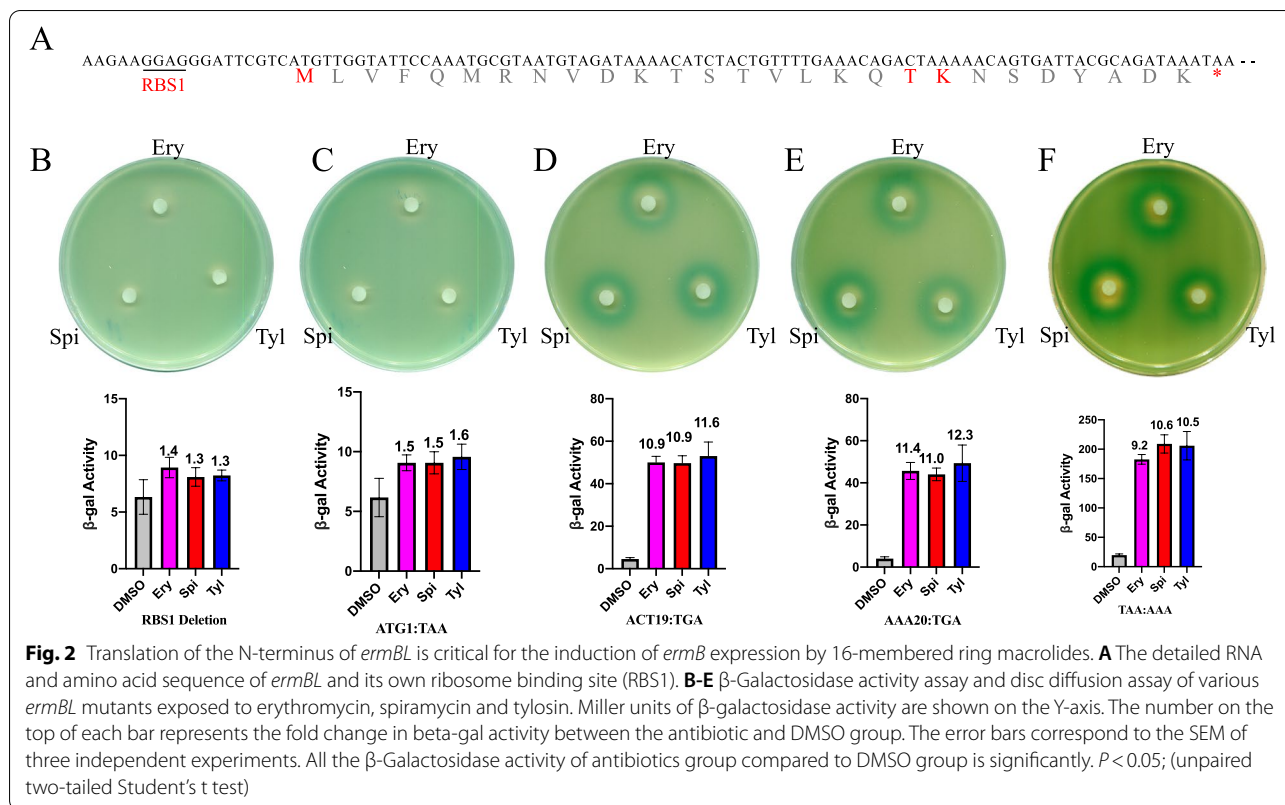 A
AAGAAGGAGGGATTCGTCATGTTGGTATTCCAAATGCGTAATGTAGATAAAACATCTACTGTTTTGAAACAGACTAAAAACAGTGATTACGCAGATAAATAA --
RBS1 M L V F Q M R N V D K T S T V L K Q T K N S D Y A D K *
B Ery C D Ery E F Ery
Spi Tyl Spi Tyl Spi Tyl Spi Tyl Spi Tyl
β-gal Activity 15 10 5 0 1.4 1.3 1.3 DMSO Ery Spi Tyl
RBS1 Deletion
β-gal Activity 15 10 5 0 1.5 1.5 1.6 DMSO Ery Spi Tyl
ATG1:TAA
β-gal Activity 80 60 40 20 0 10.9 10.9 11.6 DMSO Ery Spi Tyl
ACT19:TGA
β-gal Activity 80 60 40 20 0 11.4 11.0 12.3 DMSO Ery Spi Tyl
AAA20:TGA
β-gal Activity 250 200 150 100 50 0 9.2 10.6 10.5 DMSO Ery Spi Tyl
TAA:AAA
Fig. 2 Translation of the N-terminus of ermBL is critical for the induction of ermB expression by 16-membered ring macrolides. A The detailed RNA
and amino acid sequence of ermBL and its own ribosome binding site (RBS1). B-E β-Galactosidase activity assay and disc diffusion assay of various
ermBL mutants exposed to erythromycin, spiramycin and tylosin. Miller units of β-galactosidase activity are shown on the Y-axis. The number on the
top of each bar represents the fold change in beta-gal activity between the antibiotic and DMSO group. The error bars correspond to the SEM of
three independent experiments. All the β-Galactosidase activity of antibiotics group compared to DMSO group is significantly. P < 0.05; (unpaired
two-tailed Student's t test)